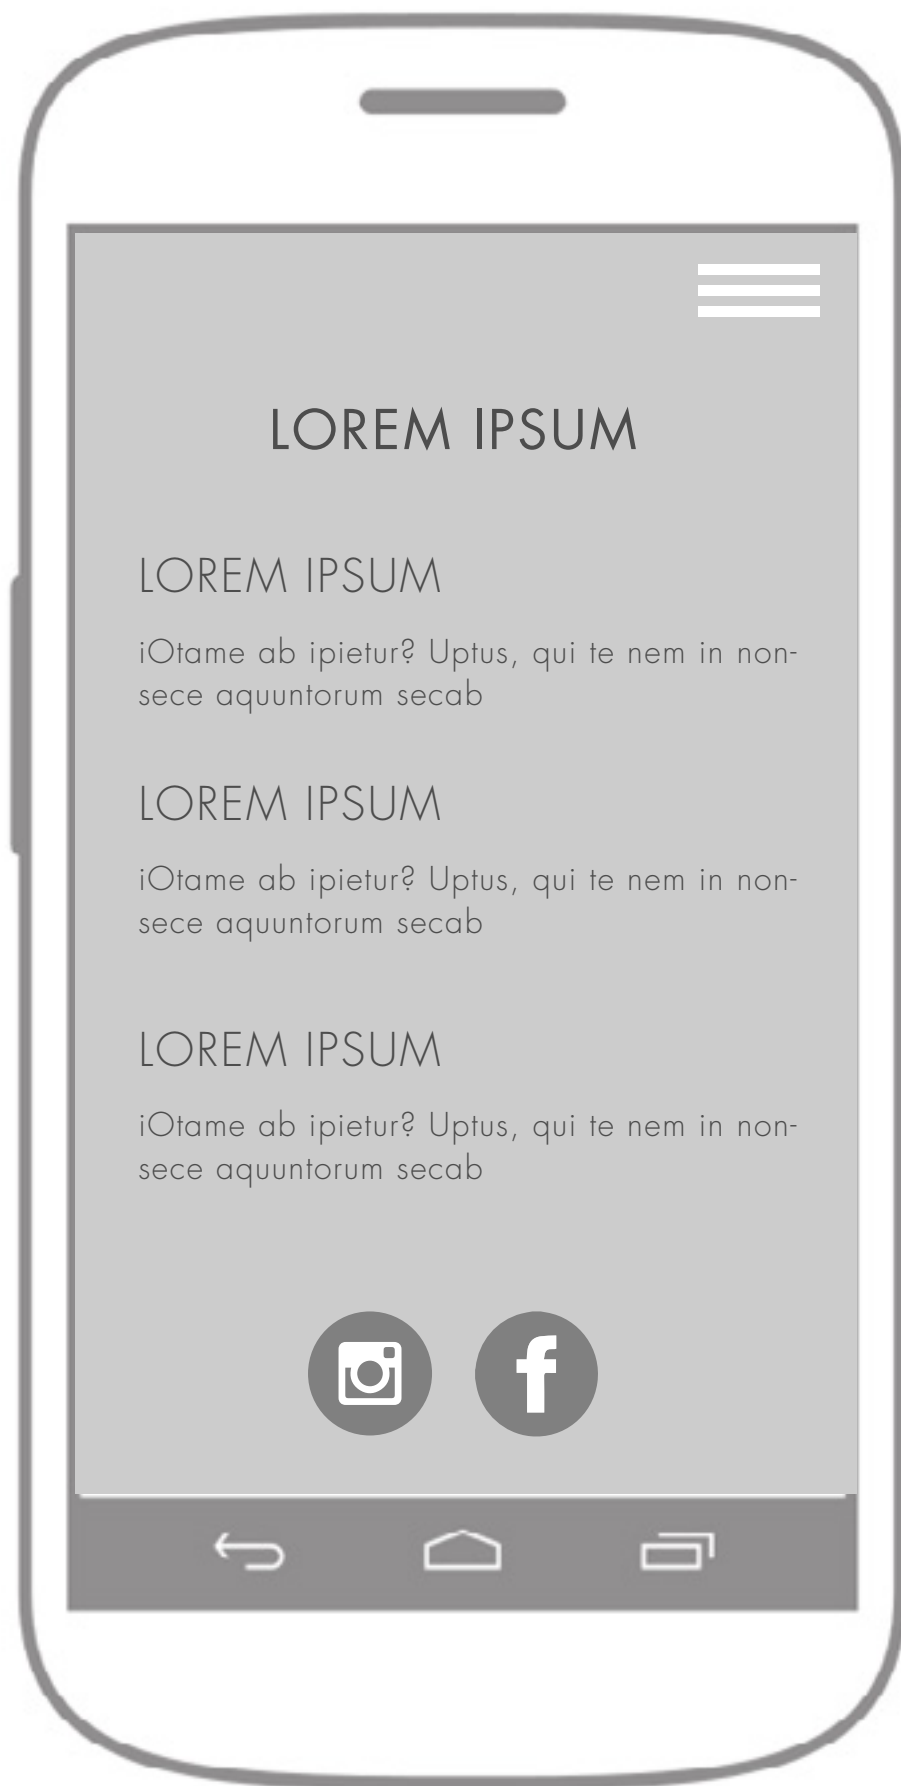 LOREM IPSUM
LOREM IPSUM
iOtame ab ipietur? Uptus, qui te nem in non-
sece aquuntorum secab
LOREM IPSUM
iOtame ab ipietur? Uptus, qui te nem in non-
sece aquuntorum secab
LOREM IPSUM
iOtame ab ipietur? Uptus, qui te nem in non-
sece aquuntorum secab